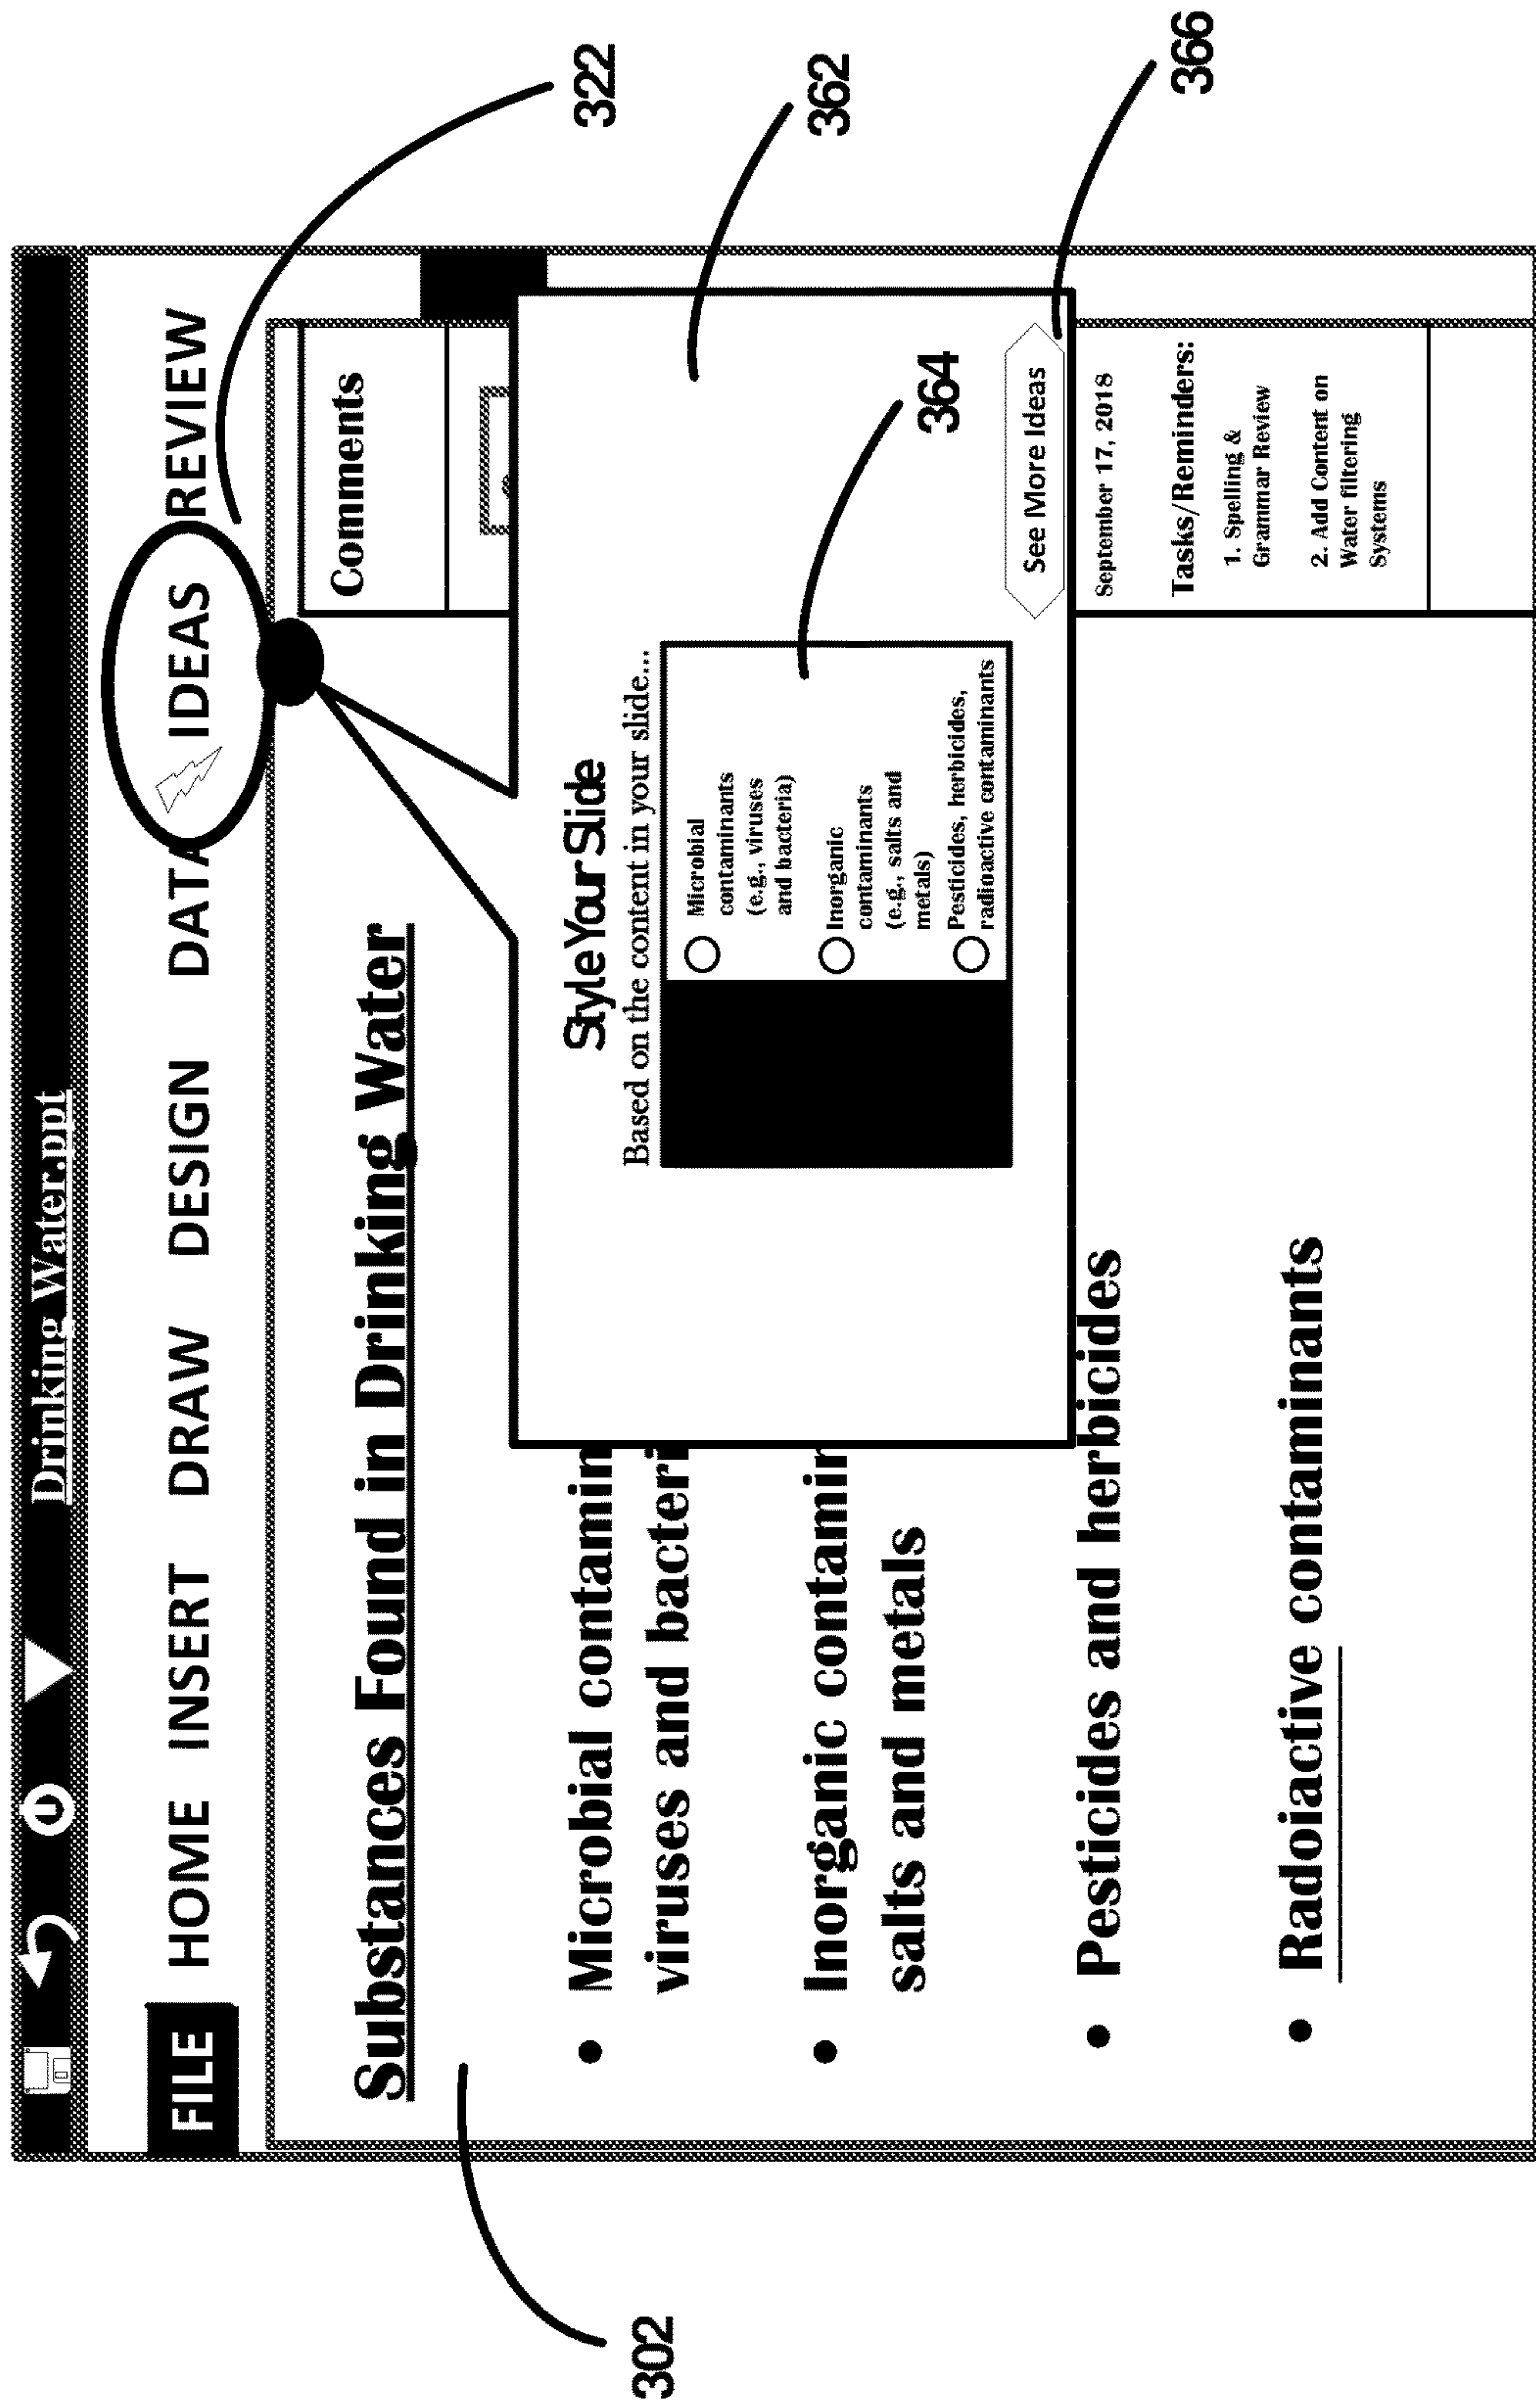 Drinking Water.ppt
FILE HOME INSERT DRAW DESIGN DATA IDEAS REVIEW
322
Substances Found in Drinking Water
Comments
302
• Microbial contamin
viruses and bacteri
• Inorganic contamin
salts and metals
• Pesticides and herbicides
• Radoiactive contaminants
Style Your Slide
Based on the content in your slide...
Microbial
contaminants
(e.g., viruses
and bacteria)
Inorganic
contaminants
(e.g., salts and
metals)
Pesticides, herbicides,
radioactive contaminants
362
364
See More Ideas
366
September 17, 2018
Tasks/Reminders:
1. Spelling &
Grammar Review
2. Add Content on
Water filtering
Systems